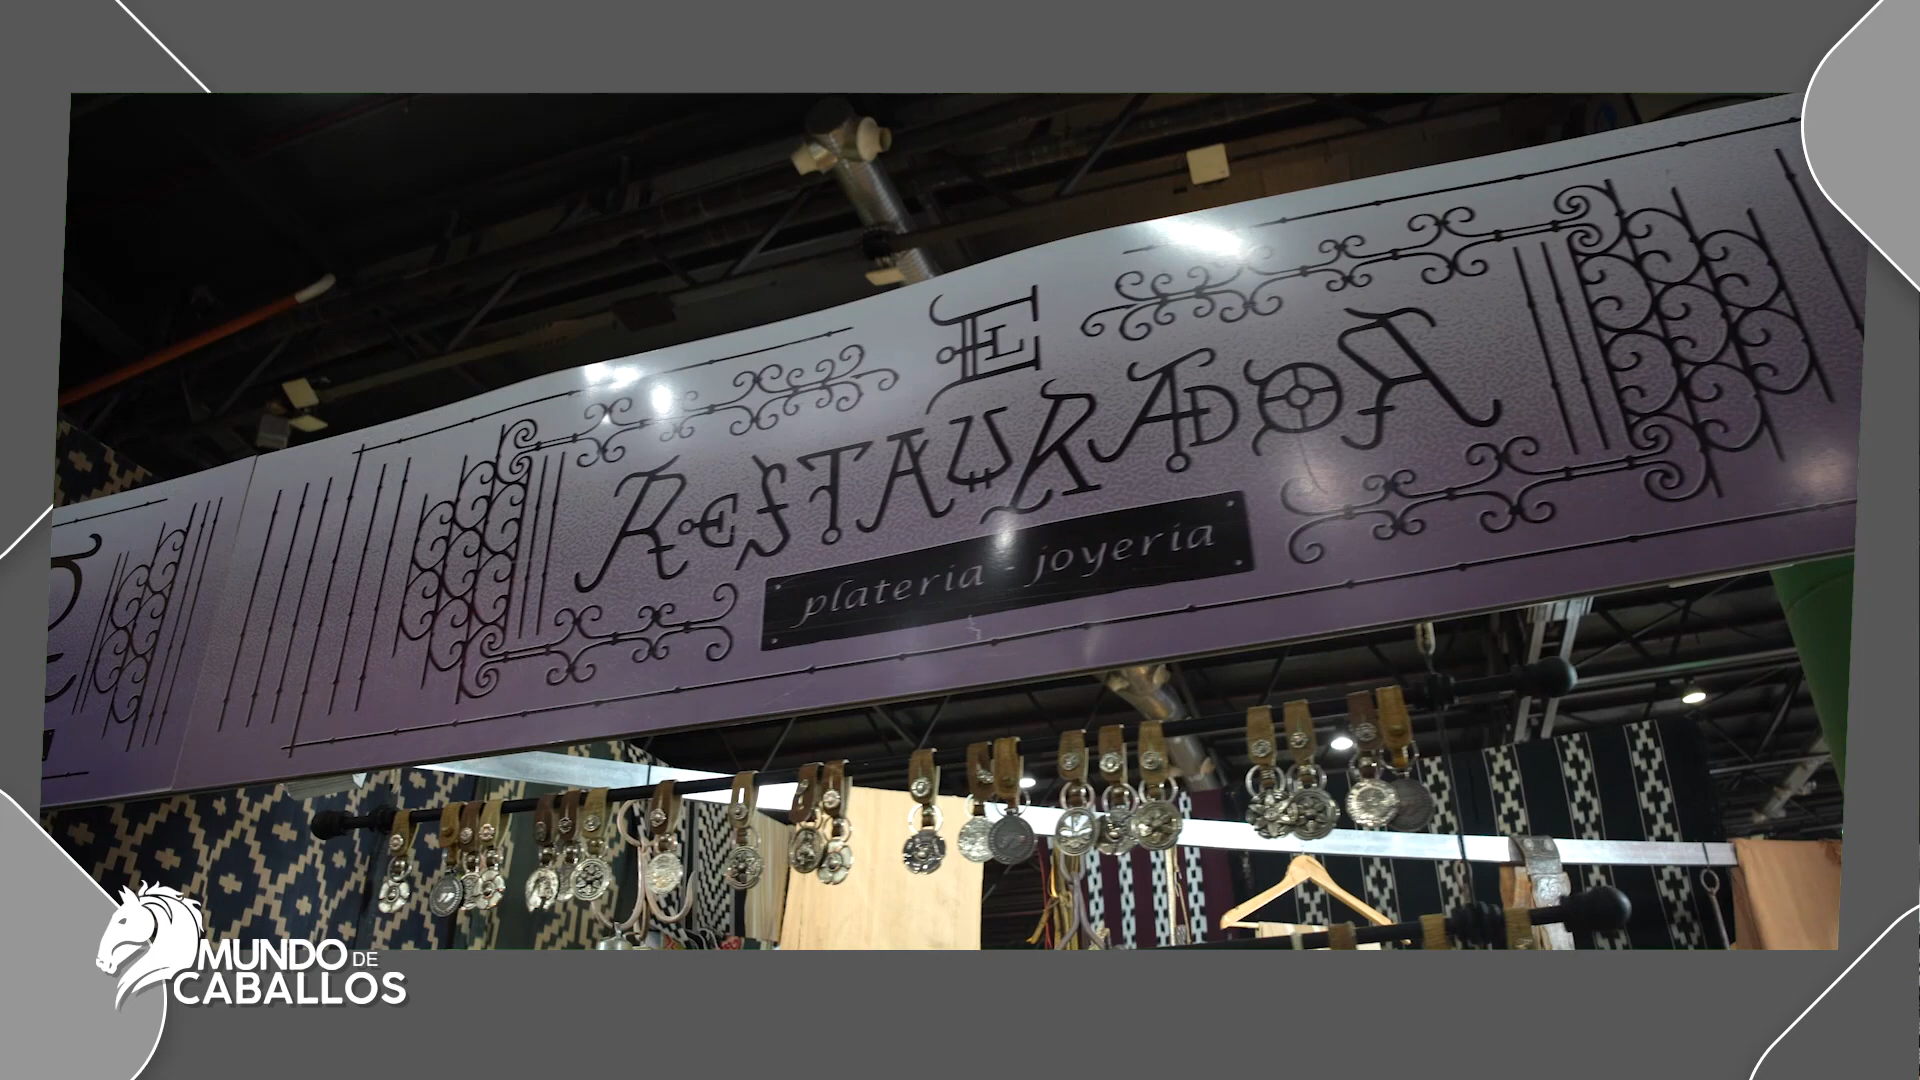 EL
RESTAURADOR
plateria - joyeria
MUNDO DE
CABALLOS